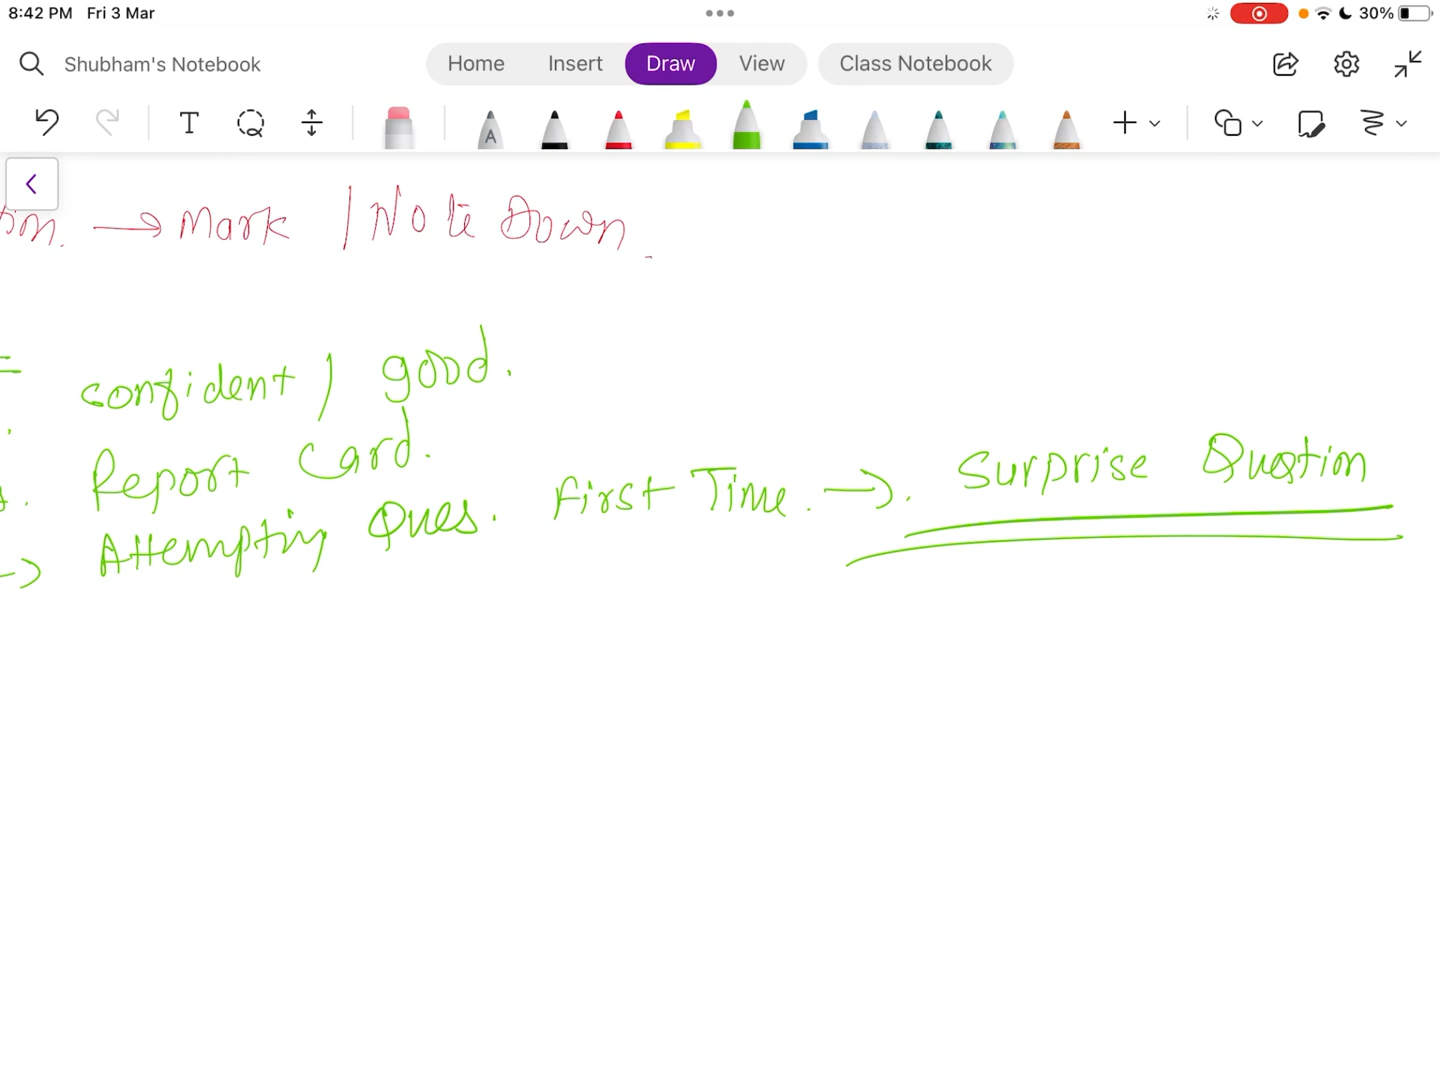 8:42 PM Fri 3 Mar 30%
Shubham's Notebook Home Insert Draw View Class Notebook
T A
→ Mark / Note Down.
confident / good.
Report Card.
Attempting Ques. First Time. → Surprise Question